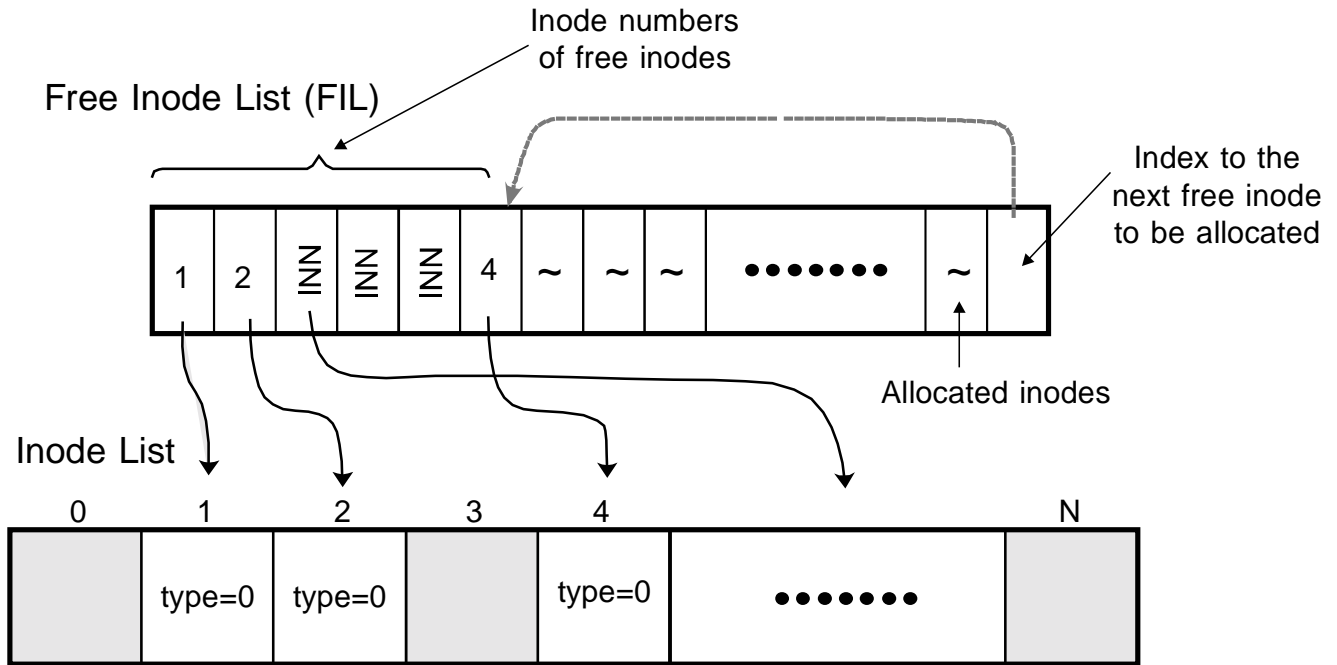 Inode numbers
of free inodes
Free Inode List (FIL)
Index to the
next free inode
to be allocated
1 2 INN INN INN 4 ~ ~ ~ ••••••• ~
Allocated inodes
Inode List
0 1 2 3 4 N
type=0 type=0 type=0 •••••••